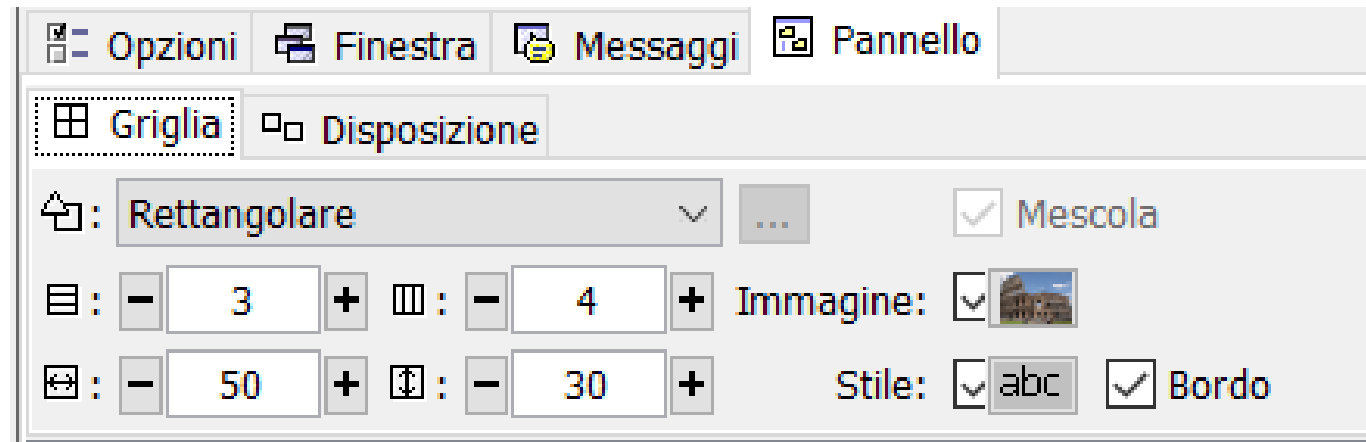 Opzioni Finestra Messaggi Pannello
Griglia Disposizione
: Rettangolare ... Mescola
: - 3 + : - 4 + Immagine:
: - 50 + : - 30 + Stile: abc Bordo